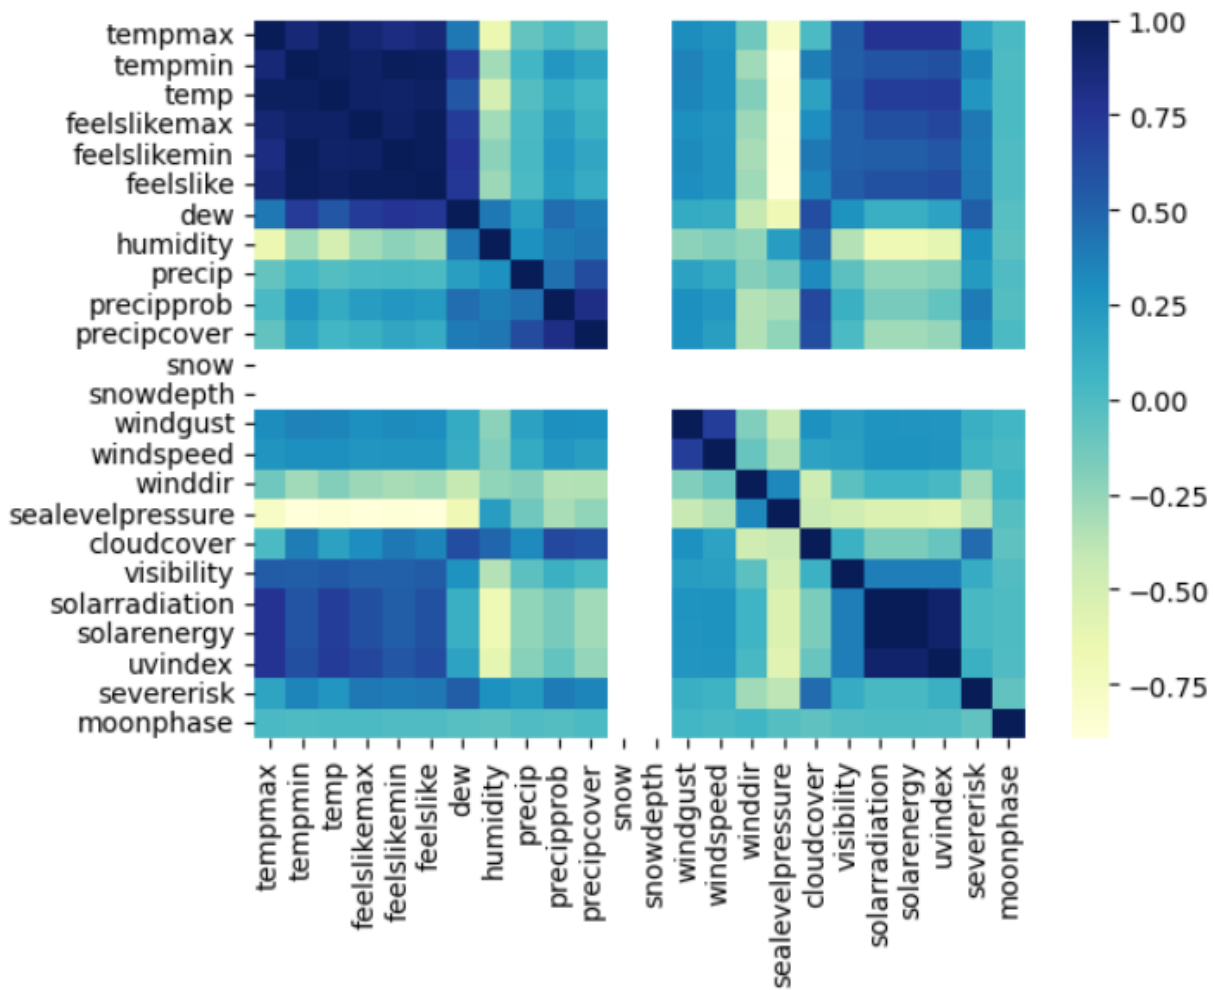 tempmax
tempmin
temp
feelslikemax
feelslikemin
feelslike
dew
humidity
precip
precipprob
precipcover
snow
snowdepth
windgust
windspeed
winddir
sealevelpressure
cloudcover
visibility
solarradiation
solarenergy
uvindex
severerisk
moonphase
tempmax
tempmin
temp
feelslikemax
feelslikemin
feelslike
dew
humidity
precip
precipprob
precipcover
snow
snowdepth
windgust
windspeed
winddir
sealevelpressure
cloudcover
visibility
solarradiation
solarenergy
uvindex
severerisk
moonphase
1.00
0.75
0.50
0.25
0.00
−0.25
−0.50
−0.75